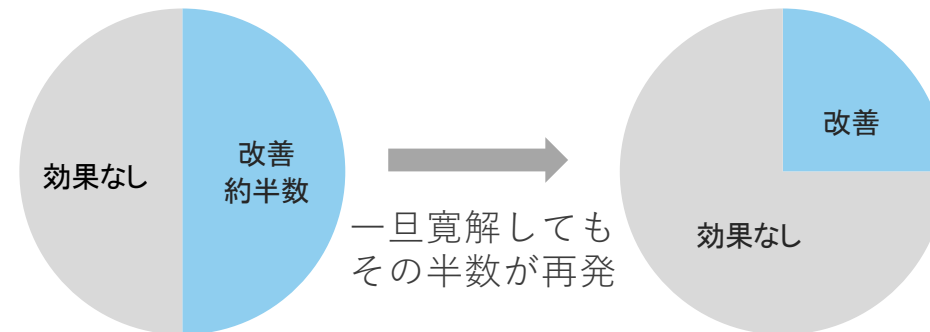 効果なし
改善
約半数
一旦寛解しても
その半数が再発
改善
効果なし